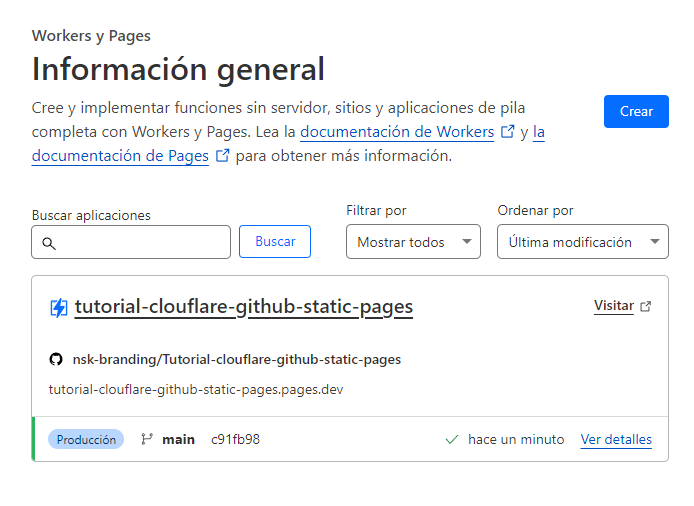 Workers y Pages
Información general
Cree y implementar funciones sin servidor, sitios y aplicaciones de pila
completa con Workers y Pages. Lea la documentación de Workers y la
documentación de Pages para obtener más información.
Crear
Buscar aplicaciones
Buscar
Filtrar por
Mostrar todos
Ordenar por
Última modificación
tutorial-clouflare-github-static-pages
Visitar
nsk-branding/Tutorial-clouflare-github-static-pages
tutorial-clouflare-github-static-pages.pages.dev
Producción main c91fb98 hace un minuto Ver detalles